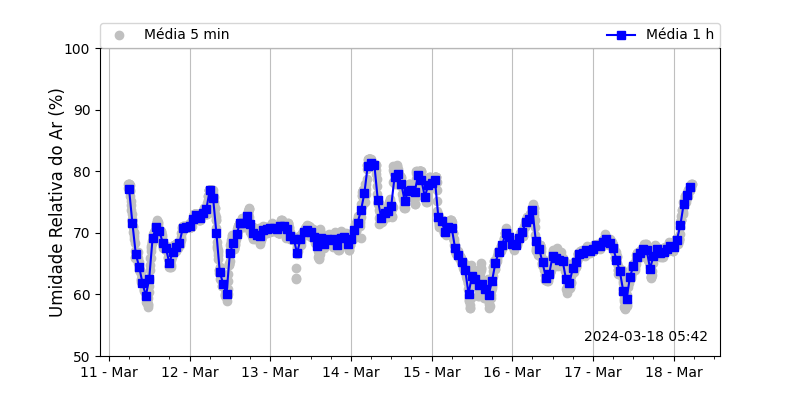 Média 5 min
Média 1 h
Umidade Relativa do Ar (%)
100
90
80
70
60
50
2024-03-18 05:42
11 - Mar
12 - Mar
13 - Mar
14 - Mar
15 - Mar
16 - Mar
17 - Mar
18 - Mar